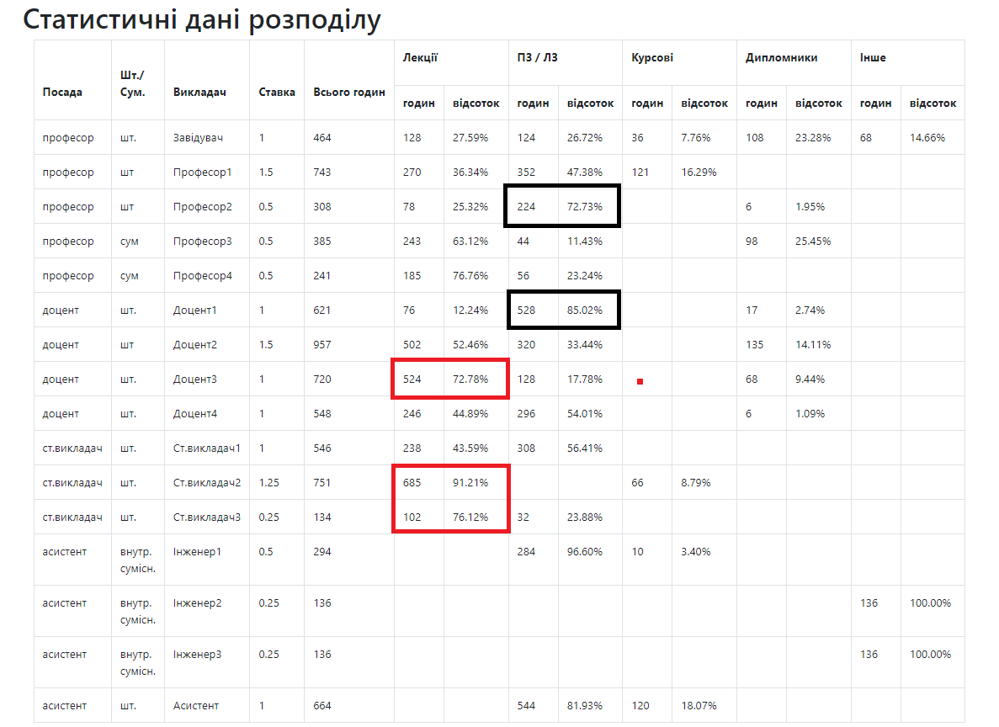 Статистичні дані розподілу
Посада Шт./ Сум. Викладач Ставка Всього годин Лекції ПЗ / ЛЗ Курсові Дипломники Інше
годин відсоток годин відсоток годин відсоток годин відсоток годин відсоток
професор шт. Завідувач 1 464 128 27.59% 124 26.72% 36 7.76% 108 23.28% 68 14.66%
професор шт Професор1 1.5 743 270 36.34% 352 47.38% 121 16.29%
професор шт Професор2 0.5 308 78 25.32% 224 72.73% 6 1.95%
професор сум Професор3 0.5 385 243 63.12% 44 11.43% 98 25.45%
професор сум Професор4 0.5 241 185 76.76% 56 23.24%
доцент шт. Доцент1 1 621 76 12.24% 528 85.02% 17 2.74%
доцент шт Доцент2 1.5 957 502 52.46% 320 33.44% 135 14.11%
доцент шт. Доцент3 1 720 524 72.78% 128 17.78% 68 9.44%
доцент шт. Доцент4 1 548 246 44.89% 296 54.01% 6 1.09%
ст.викладач шт. Ст.викладач1 1 546 238 43.59% 308 56.41%
ст.викладач шт. Ст.викладач2 1.25 751 685 91.21% 66 8.79%
ст.викладач шт. Ст.викладач3 0.25 134 102 76.12% 32 23.88%
асистент внутр. сумісн. Інженер1 0.5 294 284 96.60% 10 3.40%
асистент внутр. сумісн. Інженер2 0.25 136 136 100.00%
асистент внутр. сумісн. Інженер3 0.25 136 136 100.00%
асистент шт. Асистент 1 664 544 81.93% 120 18.07%